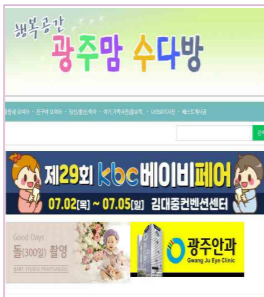 행복공간
광주맘 수다방
제29회 kbc 베이비페어
07.02[목] ~ 07.05[일] 김대중컨벤션센터
Good Days
돌(300일) 촬영
광주안과
Gwang Ju Eye Clinic